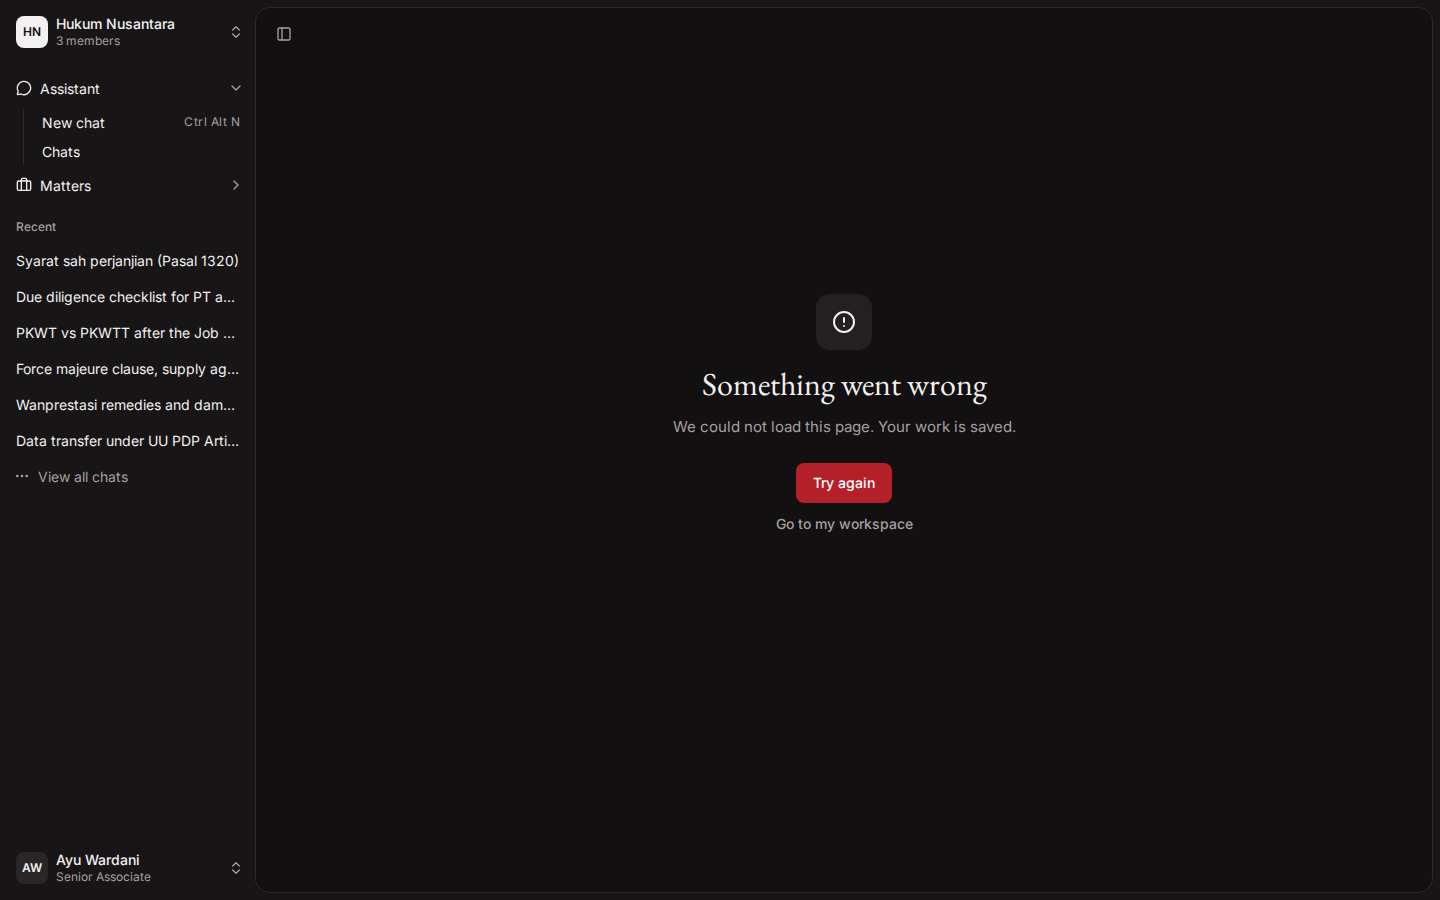 HN
Hukum Nusantara
3 members
Assistant
New chat
Ctrl Alt N
Chats
Matters
Recent
Syarat sah perjanjian (Pasal 1320)
Due diligence checklist for PT a...
PKWT vs PKWTT after the Job ...
Force majeure clause, supply ag...
Wanprestasi remedies and dam...
Data transfer under UU PDP Arti...
View all chats
Something went wrong
We could not load this page. Your work is saved.
Try again
Go to my workspace
AW
Ayu Wardani
Senior Associate